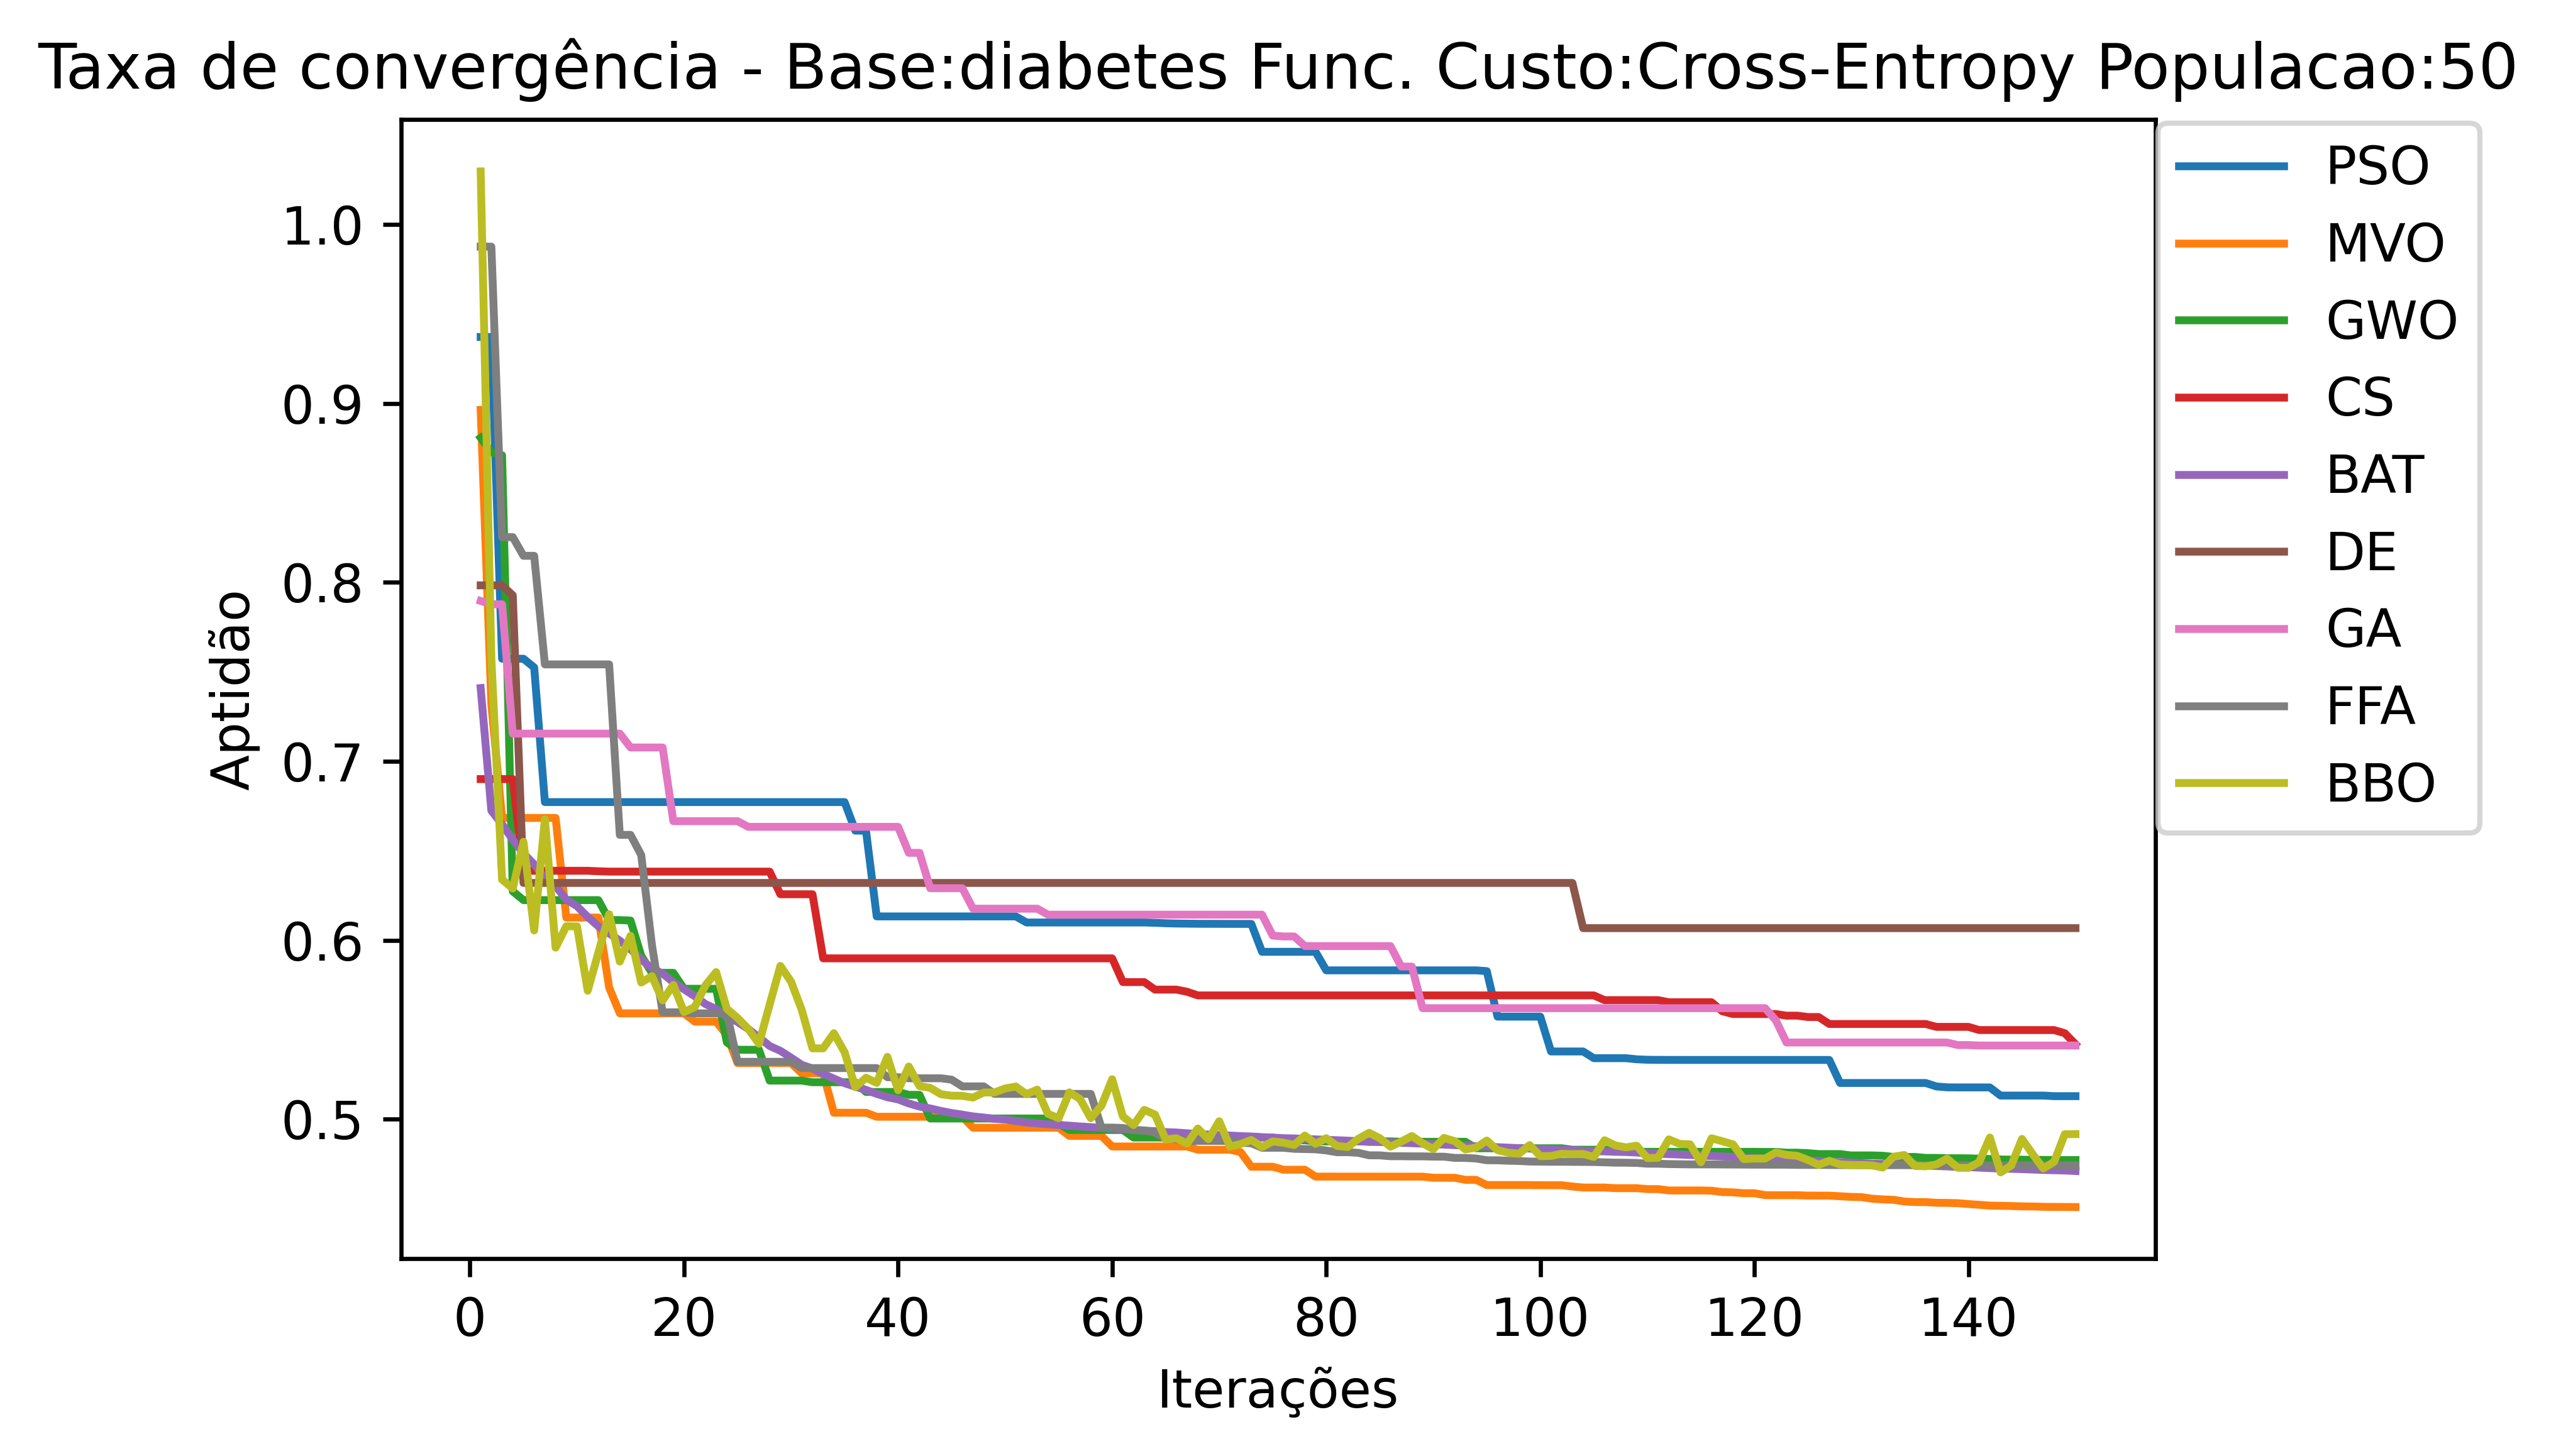 Taxa de convergência - Base:diabetes Func. Custo:Cross-Entropy Populacao:50
Aptidão
1.0
0.9
0.8
0.7
0.6
0.5
0 20 40 60 80 100 120 140
Iterações
PSO
MVO
GWO
CS
BAT
DE
GA
FFA
BBO